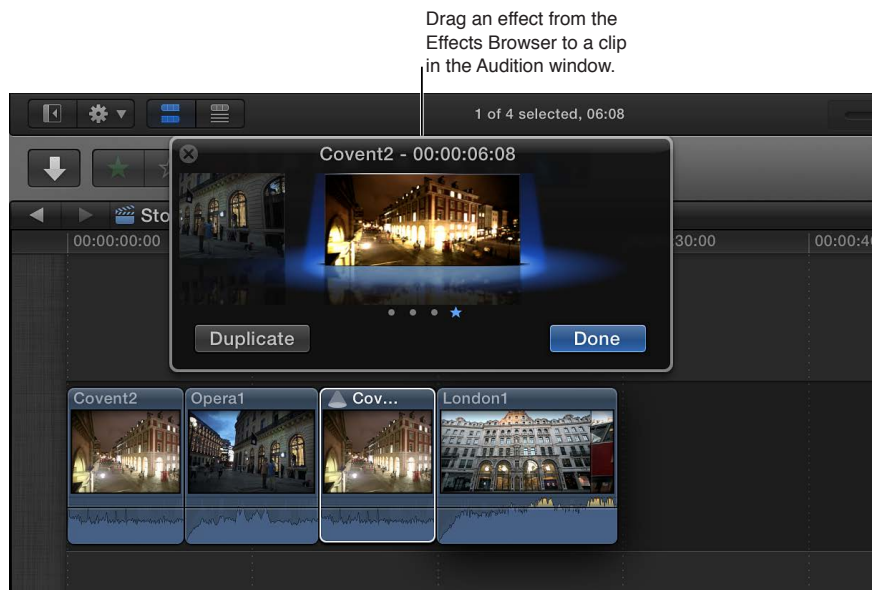 Drag an effect from the
Effects Browser to a clip
in the Audition window.
1 of 4 selected, 06:08
Covent2 - 00:00:06:08
Sto
00:00:00:00
30:00
00:00:40
Duplicate
Done
Covent2
Opera1
Cov...
London1